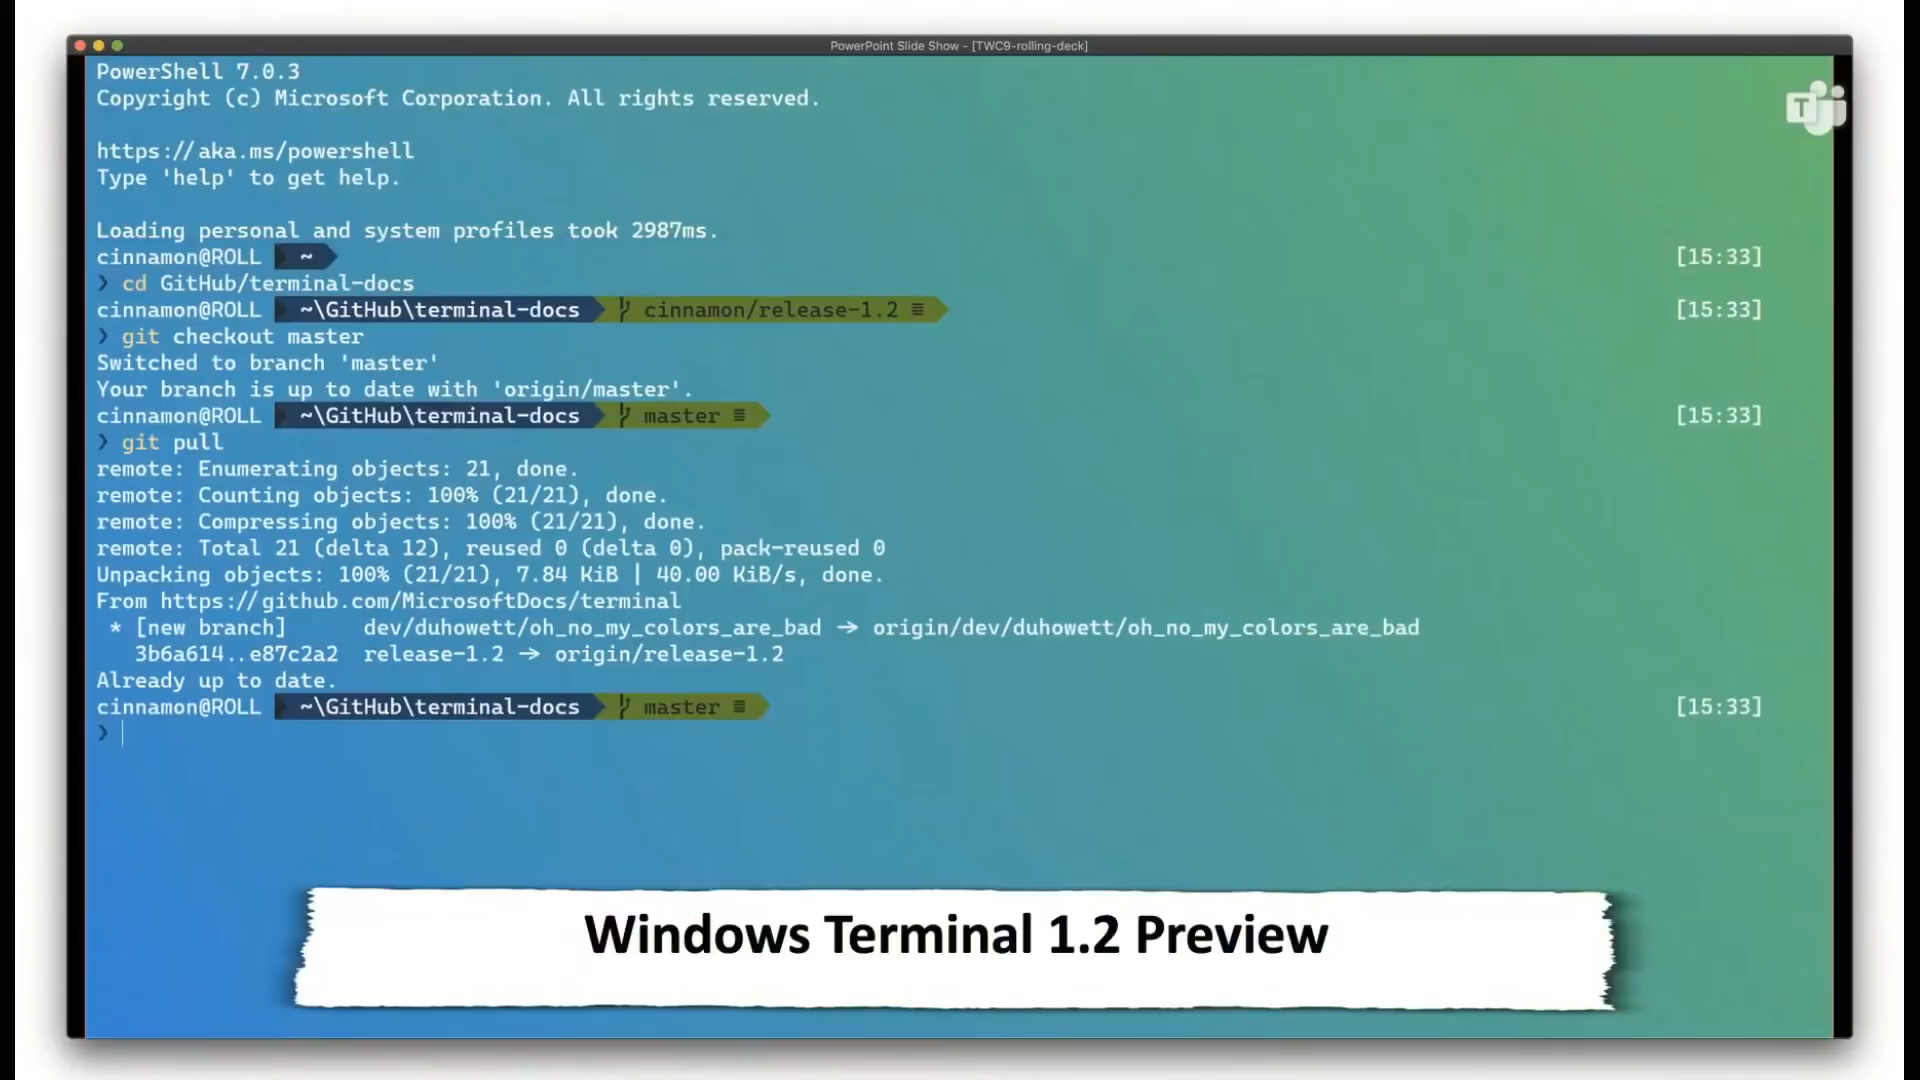 PowerPoint Slide Show - [TWC9-rolling-deck]
PowerShell 7.0.3
Copyright (c) Microsoft Corporation. All rights reserved.
T
https://aka.ms/powershell
Type 'help' to get help.
Loading personal and system profiles took 2987ms.
cinnamon@ROLL ~ [15:33]
❯ cd GitHub/terminal-docs
cinnamon@ROLL ~\GitHub\terminal-docs cinnamon/release-1.2 ≡ [15:33]
❯ git checkout master
Switched to branch 'master'
Your branch is up to date with 'origin/master'.
cinnamon@ROLL ~\GitHub\terminal-docs master ≡ [15:33]
❯ git pull
remote: Enumerating objects: 21, done.
remote: Counting objects: 100% (21/21), done.
remote: Compressing objects: 100% (21/21), done.
remote: Total 21 (delta 12), reused 0 (delta 0), pack-reused 0
Unpacking objects: 100% (21/21), 7.84 KiB | 40.00 KiB/s, done.
From https://github.com/MicrosoftDocs/terminal
* [new branch] dev/duhowett/oh_no_my_colors_are_bad -> origin/dev/duhowett/oh_no_my_colors_are_bad
3b6a614..e87c2a2 release-1.2 -> origin/release-1.2
Already up to date.
cinnamon@ROLL ~\GitHub\terminal-docs master ≡ [15:33]
❯
Windows Terminal 1.2 Preview